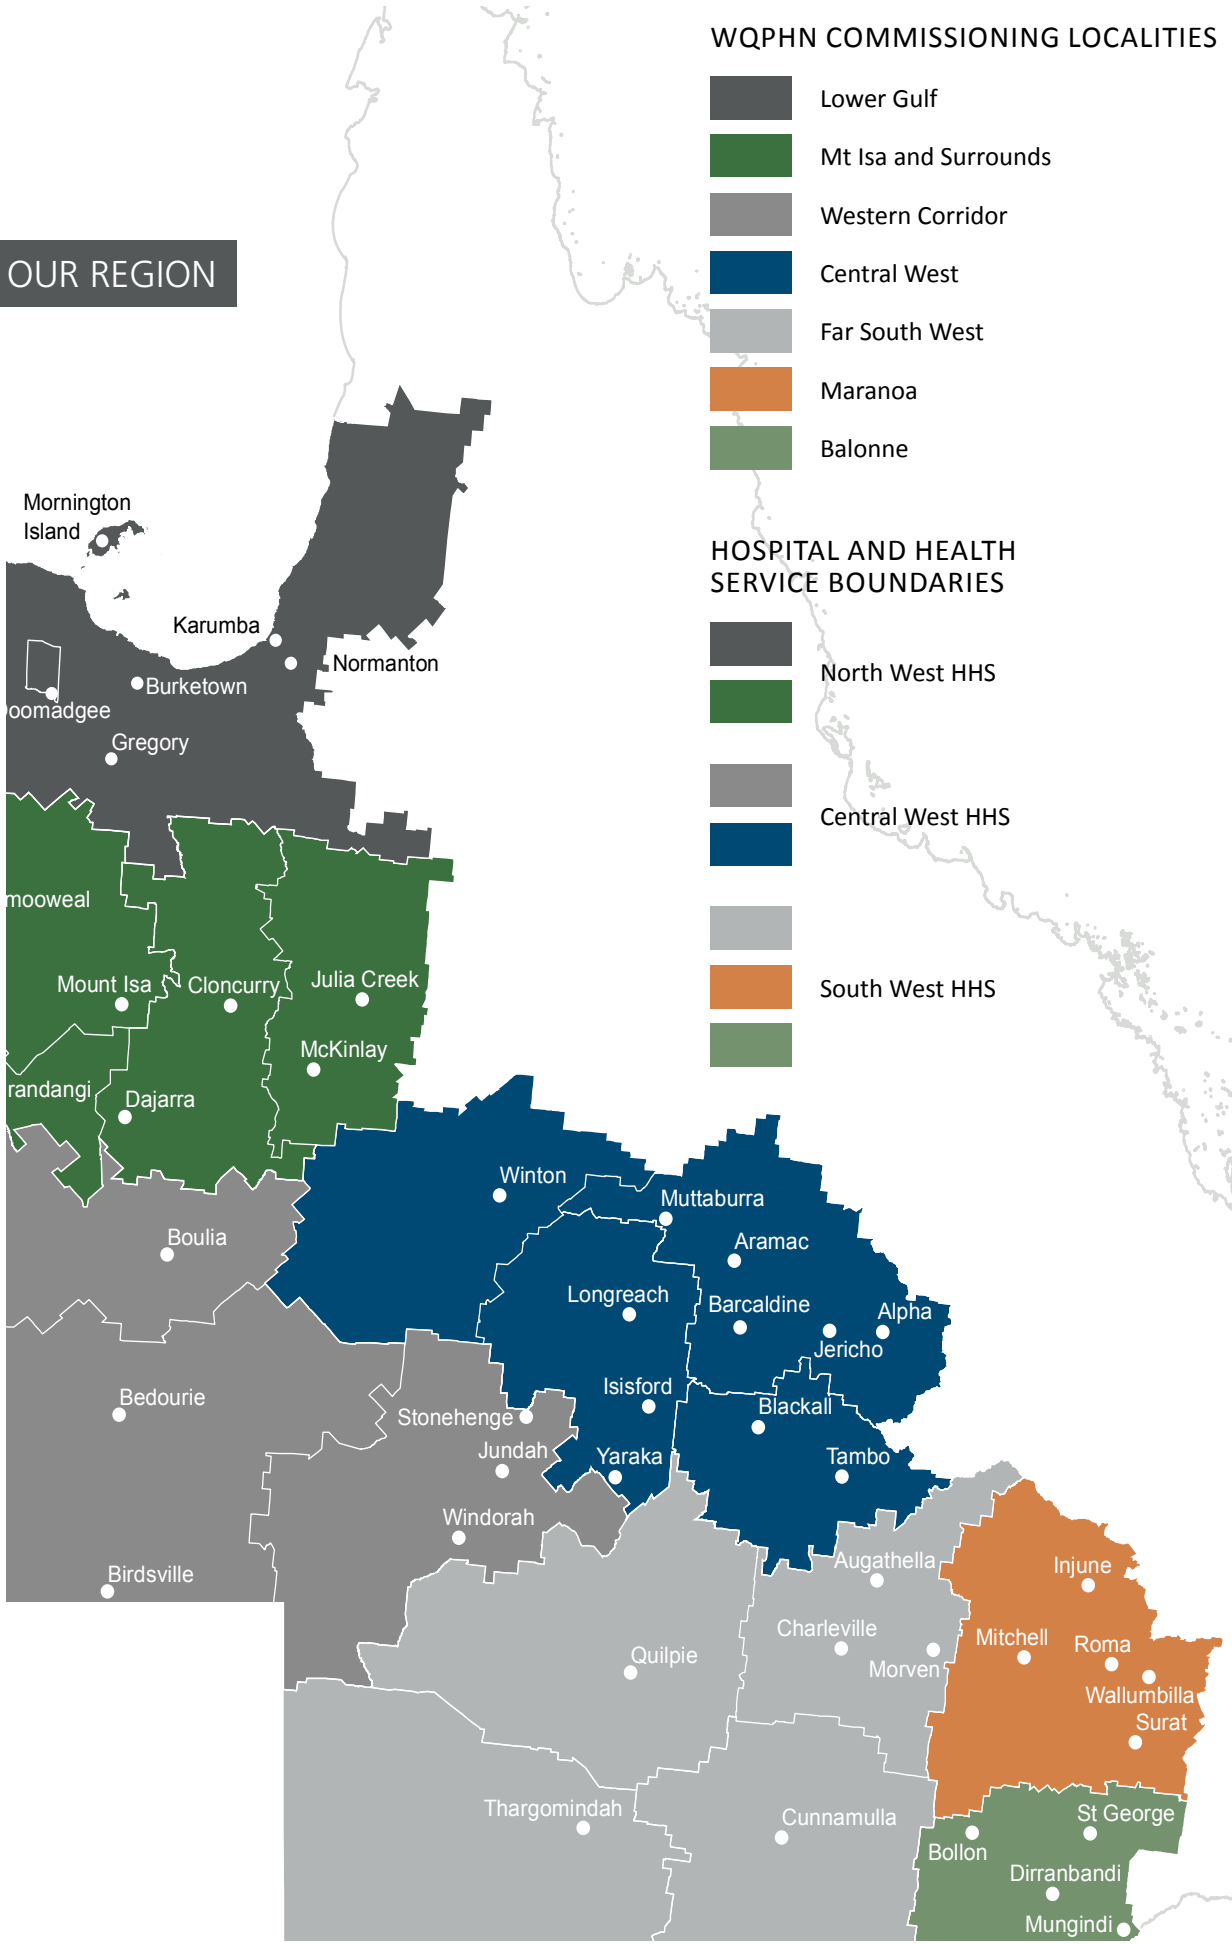 WQPHN COMMISSIONING LOCALITIES
Lower Gulf
Mt Isa and Surrounds
Western Corridor
Central West
Far South West
Maranoa
Balonne
OUR REGION
HOSPITAL AND HEALTH
SERVICE BOUNDARIES
North West HHS
Central West HHS
South West HHS
Mornington
Island
Karumba
Normanton
Burketown
oomadgee
Gregory
mooweal
Mount Isa
Cloncurry
Julia Creek
McKinlay
randangi
Dajarra
Winton
Muttaburra
Boulia
Aramac
Longreach
Barcaldine
Alpha
Jericho
Bedourie
Isisford
Stonehenge
Blackall
Jundah
Yaraka
Tambo
Windorah
Augathella
Injune
Birdsville
Charleville
Mitchell
Roma
Quilpie
Morven
Wallumbilla
Surat
Thargomindah
Cunnamulla
St George
Bollon
Dirranbandi
Mungindi